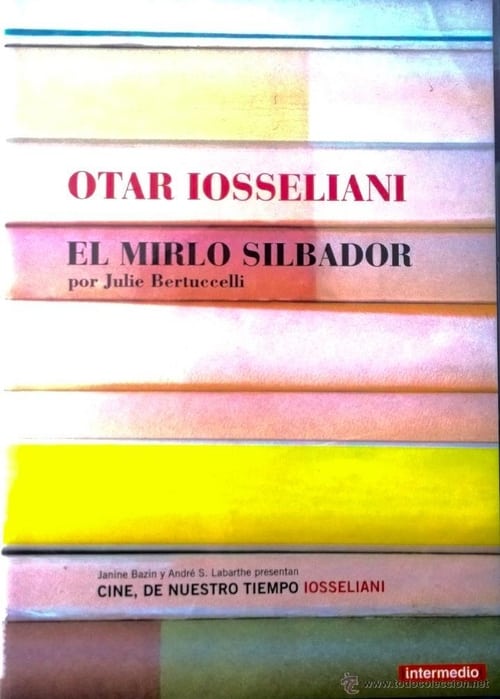 OTAR IOSSELIANI
EL MIRLO SILBADOR
por Julie Bertuccelli
Janine Bazin y André S. Labarthe presentan
CINE, DE NUESTRO TIEMPO IOSSELIANI
intermedio
www.todocoleccion.net